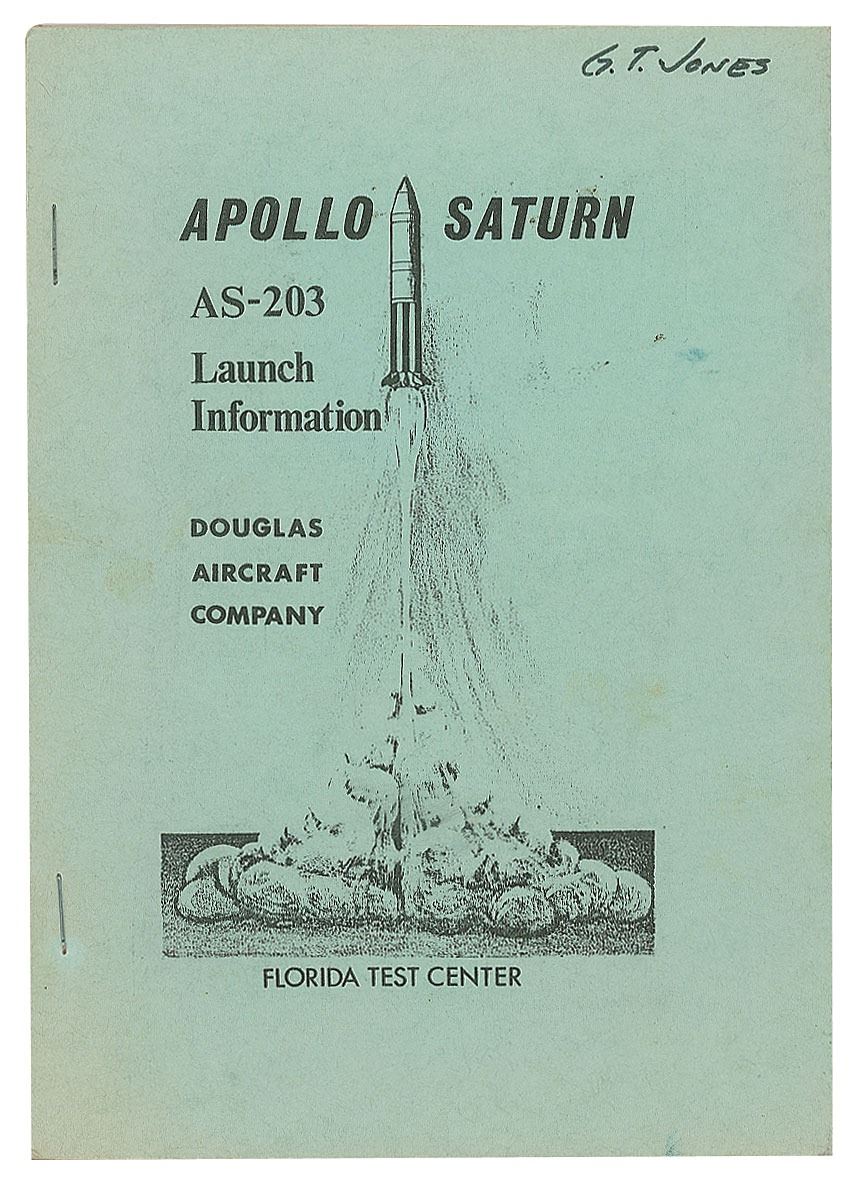 G. T. JONES
APOLLO SATURN
AS-203
Launch
Information
DOUGLAS
AIRCRAFT
COMPANY
FLORIDA TEST CENTER